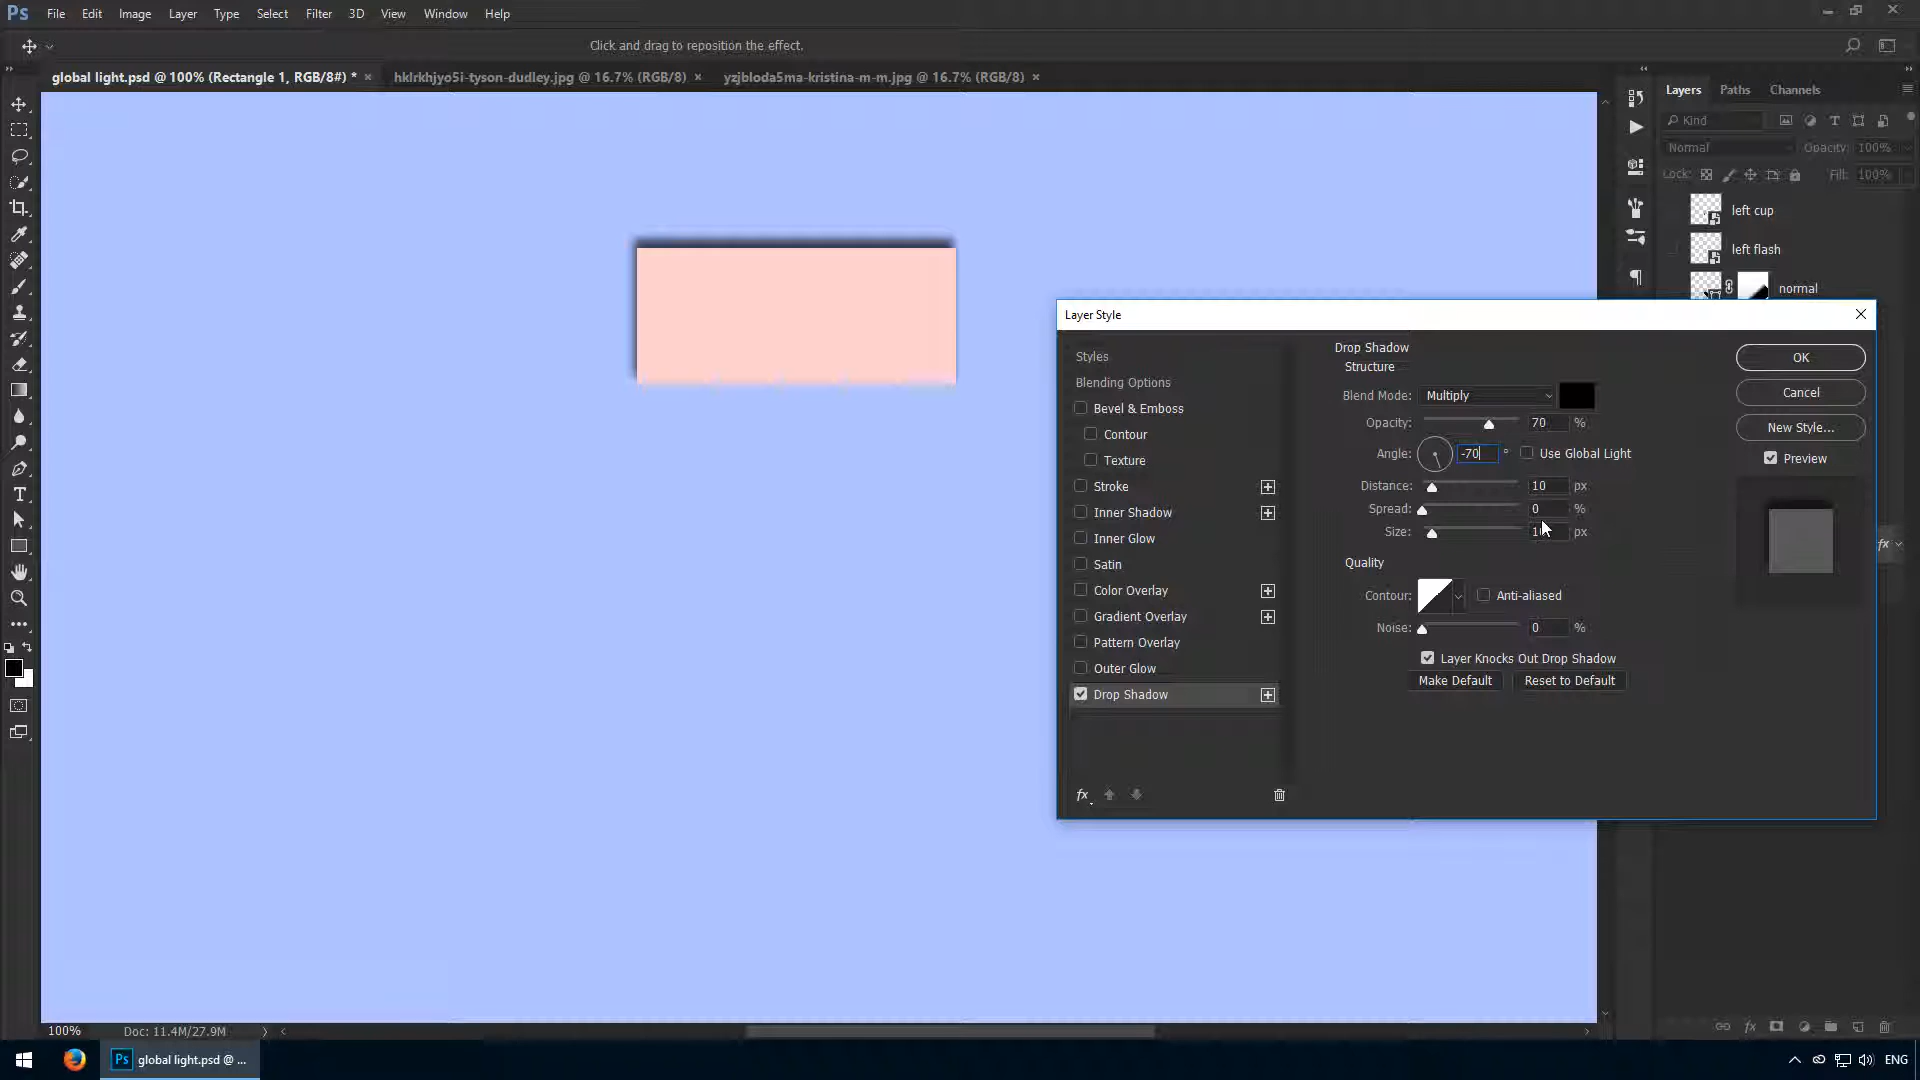 Ps File Edit Image Layer Type Select Filter 3D View Window Help
Click and drag to reposition the effect.
global light.psd @ 100% (Rectangle 1, RGB/8#) * × hklrkhjyo5i-tyson-dudley.jpg @ 16.7% (RGB/8) × yzjbloda5ma-kristina-m-m.jpg @ 16.7% (RGB/8) ×
Layers Paths Channels
Kind
Normal Opacity: 100%
Lock: Fill: 100%
left cup
left flash
normal
Layer Style
Styles
Blending Options
Bevel & Emboss
Contour
Texture
Stroke
Inner Shadow
Inner Glow
Satin
Color Overlay
Gradient Overlay
Pattern Overlay
Outer Glow
Drop Shadow
fx
Drop Shadow
Structure
Blend Mode: Multiply
Opacity: 70 %
Angle: -70 ° Use Global Light
Distance: 10 px
Spread: 0 %
Size: px
Quality
Contour: Anti-aliased
Noise: 0 %
Layer Knocks Out Drop Shadow
Make Default Reset to Default
OK
Cancel
New Style...
Preview
fx
T
100% Doc: 11.4M/27.9M
fx
Ps global light.psd @ ... ENG